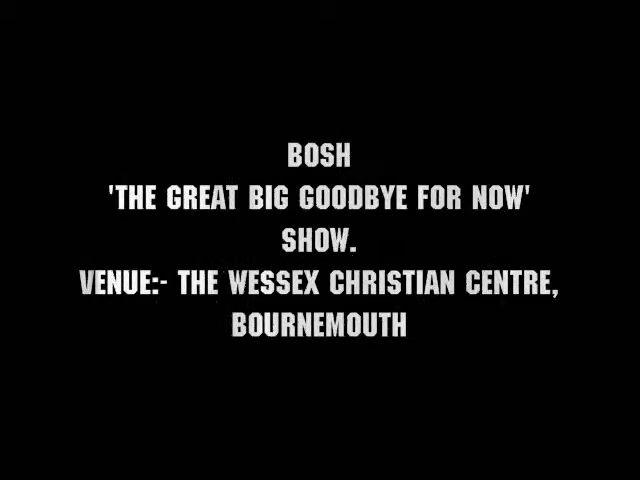 BOSH
'THE GREAT BIG GOODBYE FOR NOW'
SHOW.
VENUE:- THE WESSEX CHRISTIAN CENTRE,
BOURNEMOUTH